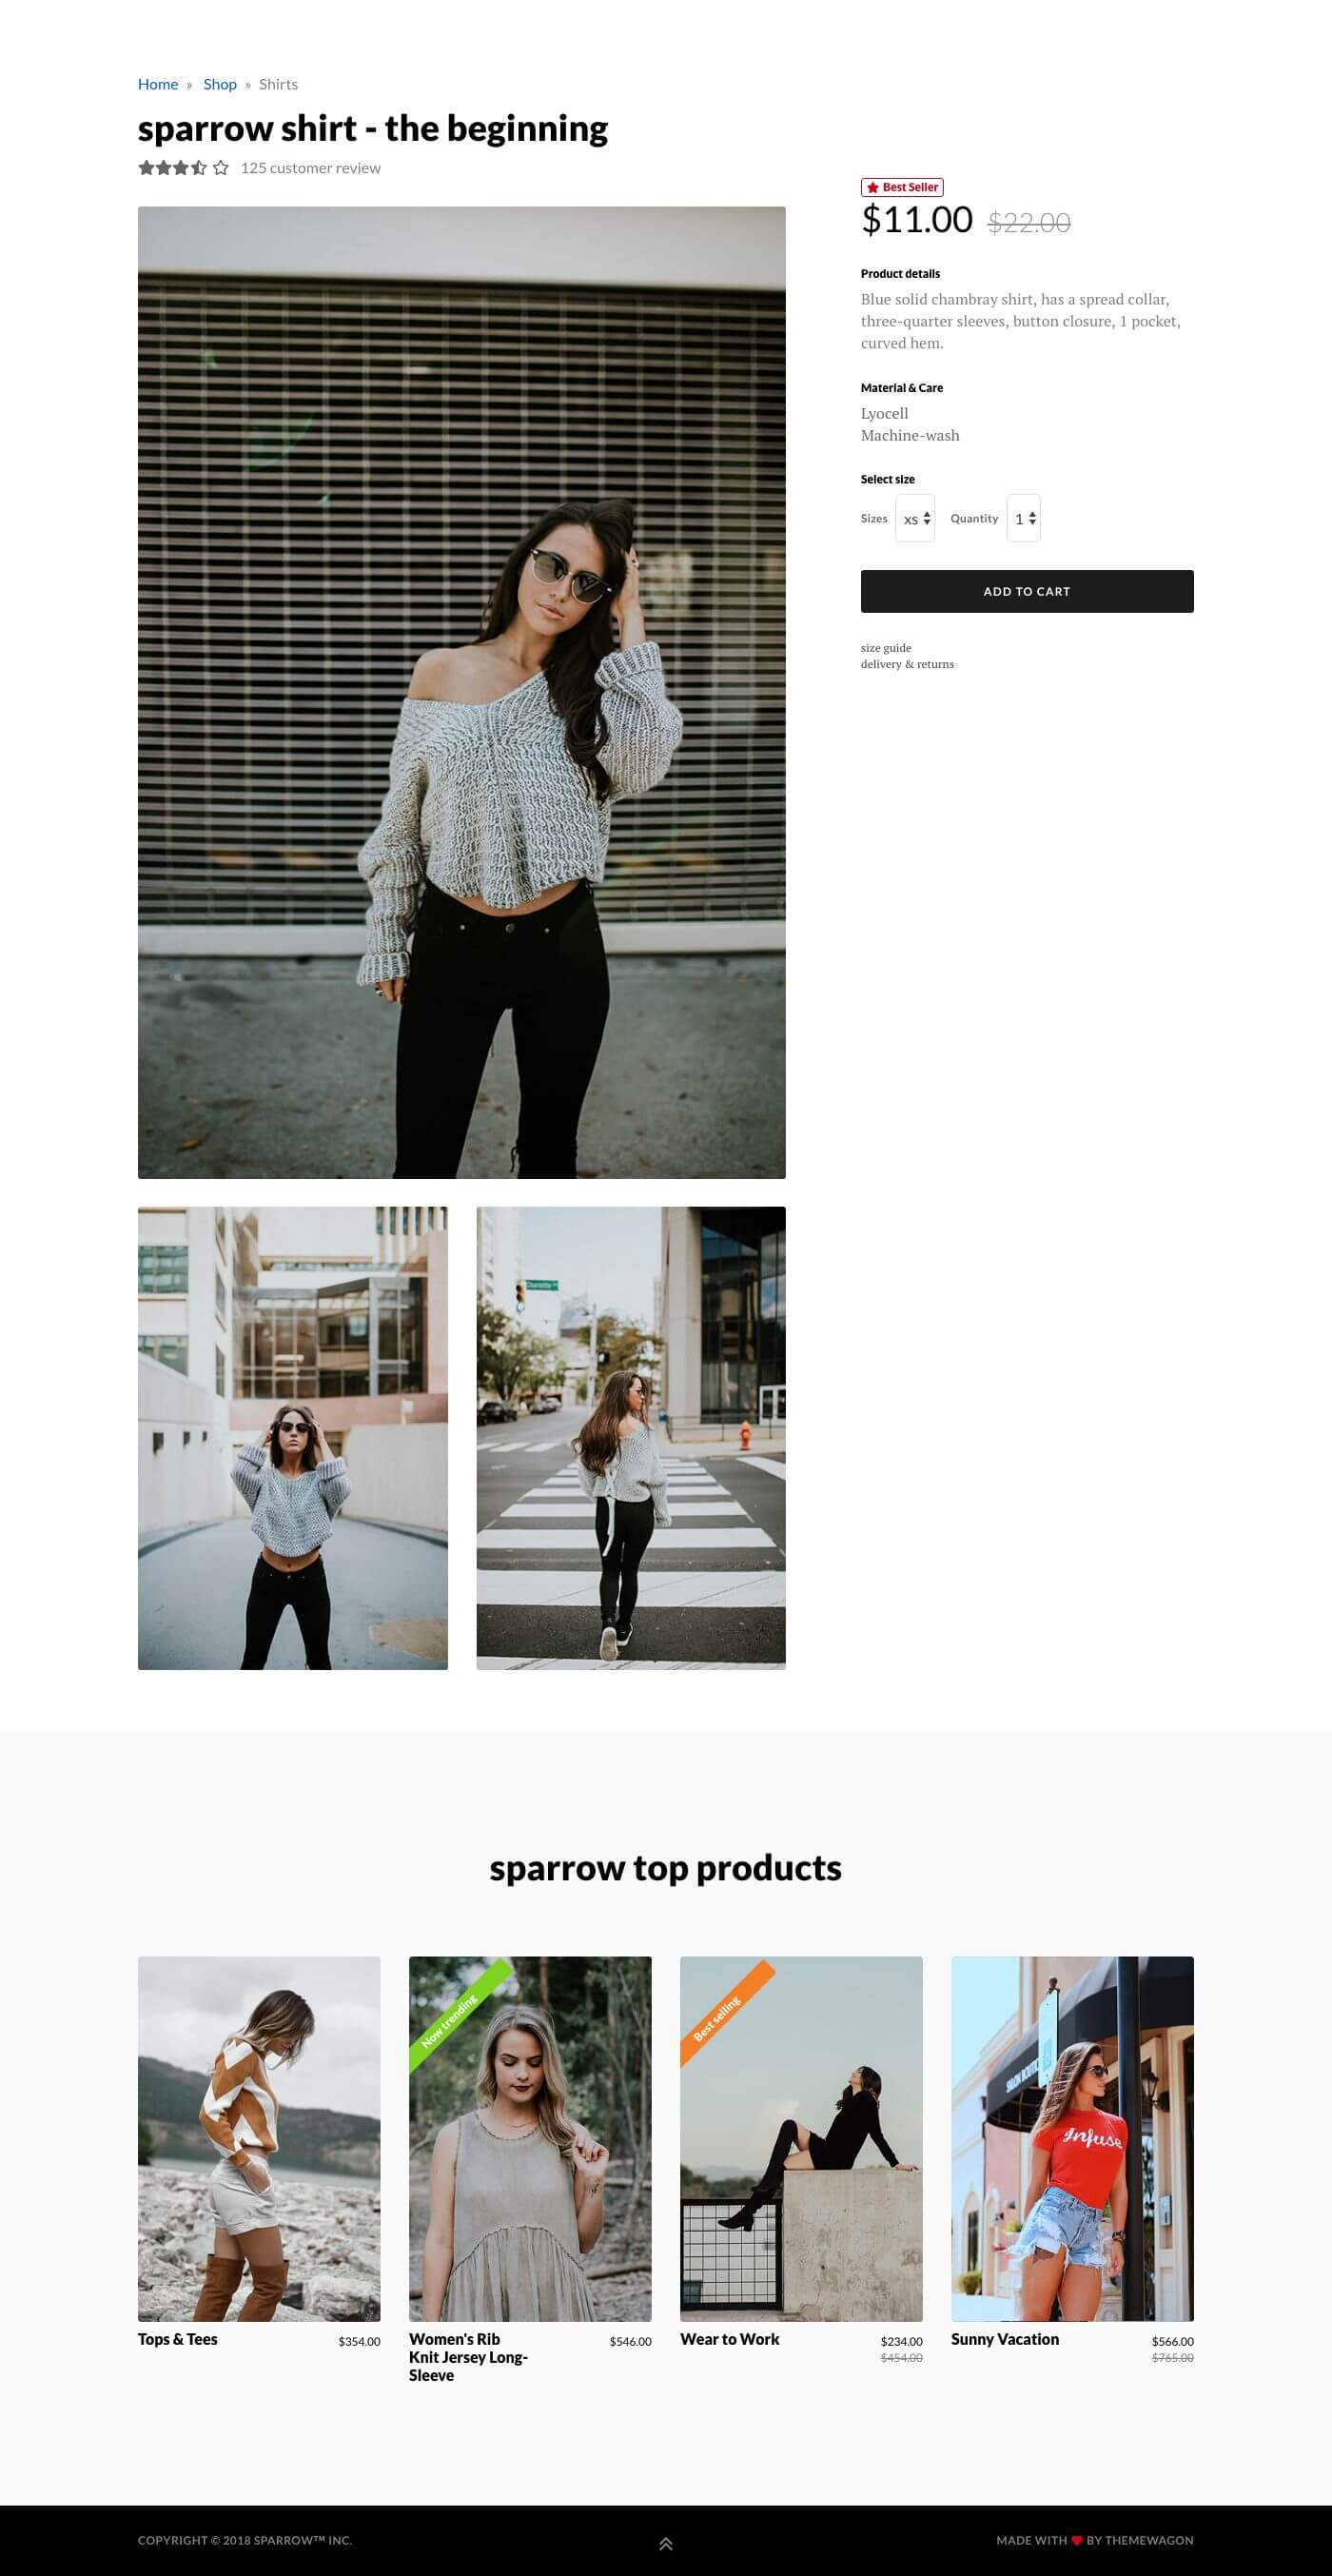 Home » Shop » Shirts
sparrow shirt - the beginning
125 customer review
Best Seller
$11.00 $22.00
Product details
Blue solid chambray shirt, has a spread collar,
three-quarter sleeves, button closure, 1 pocket,
curved hem.
Material & Care
Lyocell
Machine-wash
Select size
Sizes xs Quantity 1
ADD TO CART
size guide
delivery & returns
sparrow top products
Now trending
Best selling
Infuse
Tops & Tees $354.00
Women's Rib
Knit Jersey Long-
Sleeve
$546.00
Wear to Work $234.00
$454.00
Sunny Vacation $566.00
$765.00
COPYRIGHT © 2018 SPARROW™ INC.
MADE WITH ❤ BY THEMEWAGON